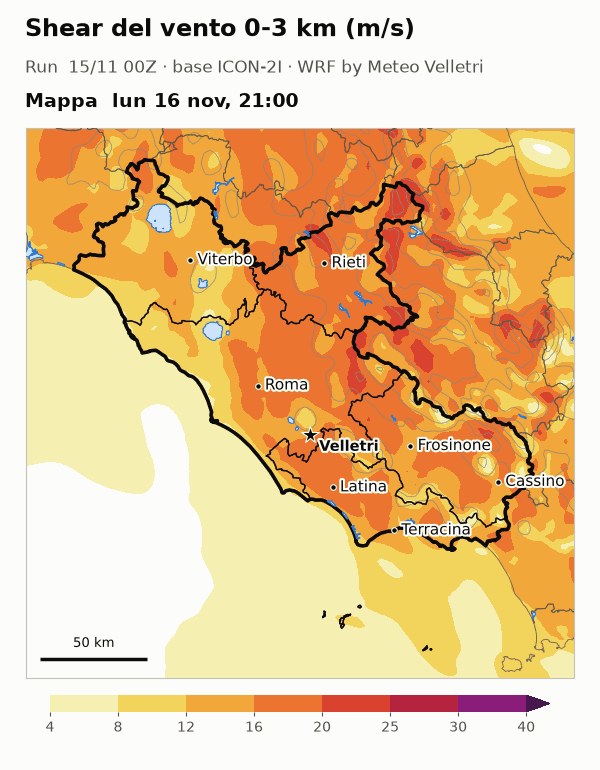 Shear del vento 0-3 km (m/s)
Run  15/11 00Z · base ICON-2I · WRF by Meteo Velletri
Mappa  lun 16 nov, 21:00
Viterbo
Rieti
Roma
Velletri
Frosinone
Cassino
Latina
Terracina
50 km
4 8 12 16 20 25 30 40